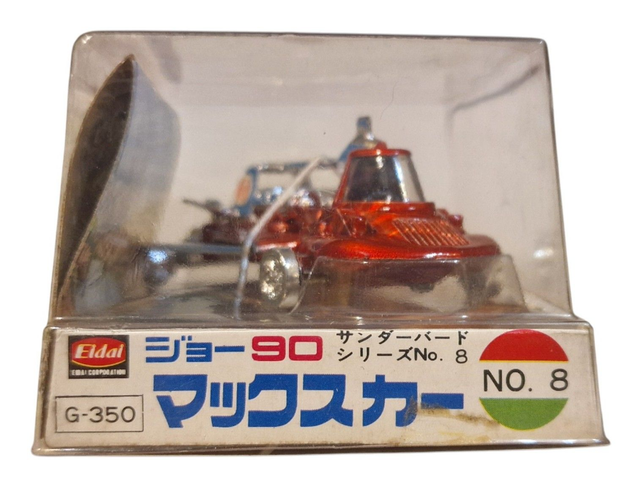 Eldai
EIDAI CORPORATION
G-350
ジョー90
サンダーバード
シリーズNo. 8
マックスカー
NO. 8